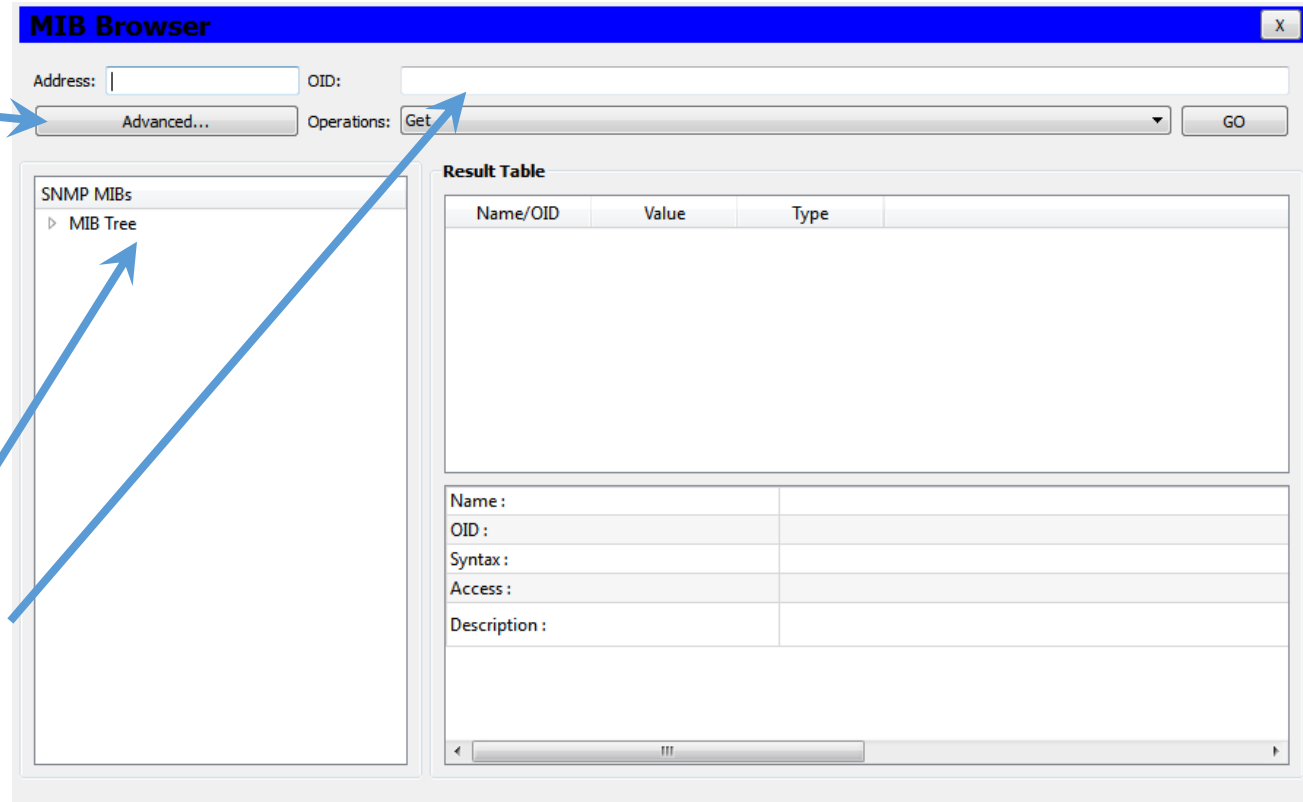 MIB Browser
X
Address: OID:
Advanced... Operations: Get GO
SNMP MIBs
MIB Tree
Result Table
Name/OID Value Type
Name :
OID :
Syntax :
Access :
Description :